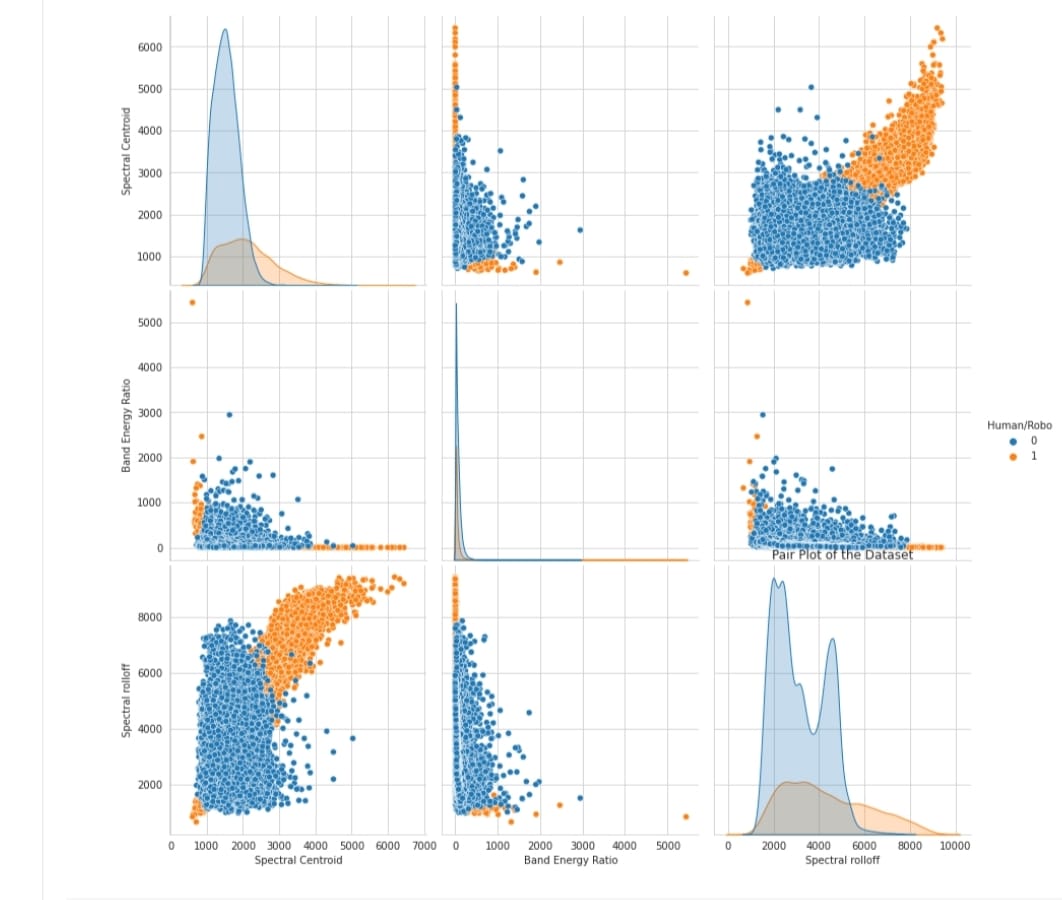 6000
5000
4000
3000
2000
1000
Spectral Centroid
5000
4000
3000
2000
1000
0
Band Energy Ratio
Human/Robo
0
1
Pair Plot of the Dataset
8000
6000
4000
2000
Spectral rolloff
0 1000 2000 3000 4000 5000 6000 7000
Spectral Centroid
0 1000 2000 3000 4000 5000
Band Energy Ratio
0 2000 4000 6000 8000 10000
Spectral rolloff